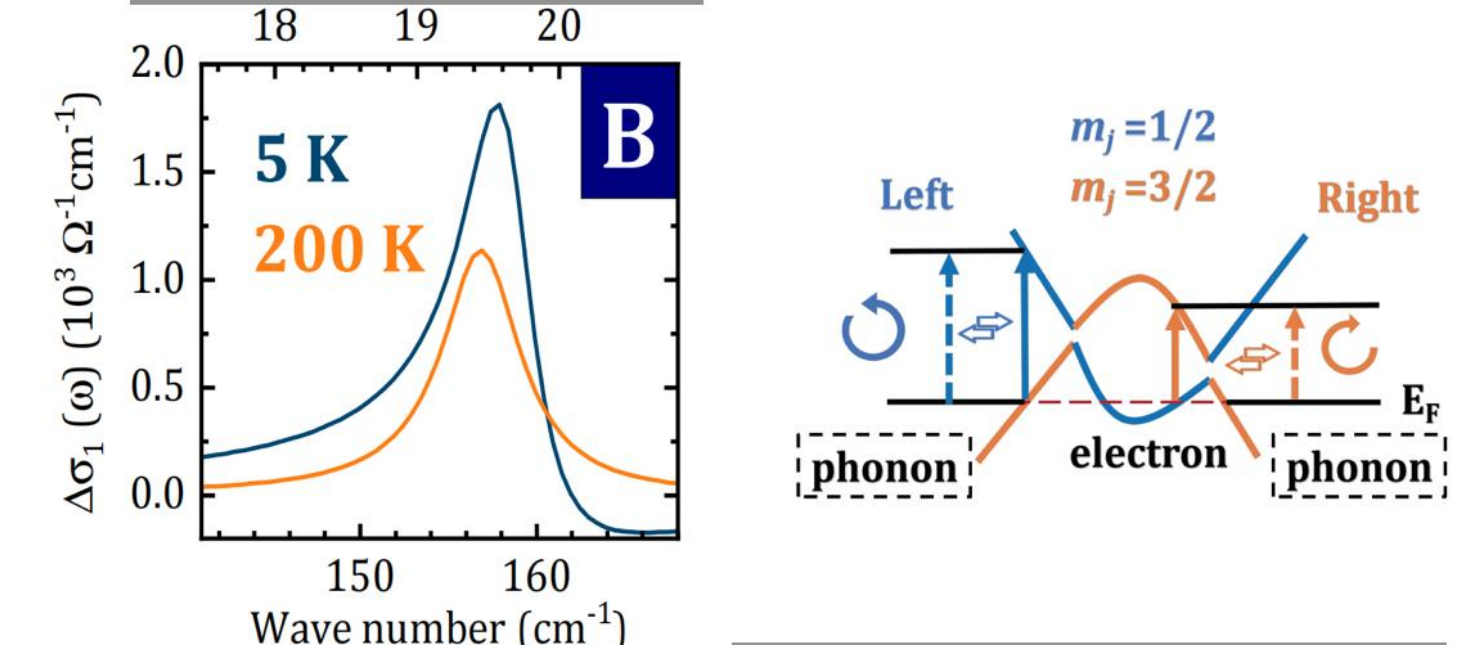 18 19 20
2.0
1.5
1.0
0.5
0.0
Δσ₁ (ω) (10³ Ω⁻¹cm⁻¹)
5 K
200 K
B
150 160
Wave number (cm⁻¹)
mⱼ =1/2
mⱼ =3/2
Left
Right
E_F
phonon
electron
phonon